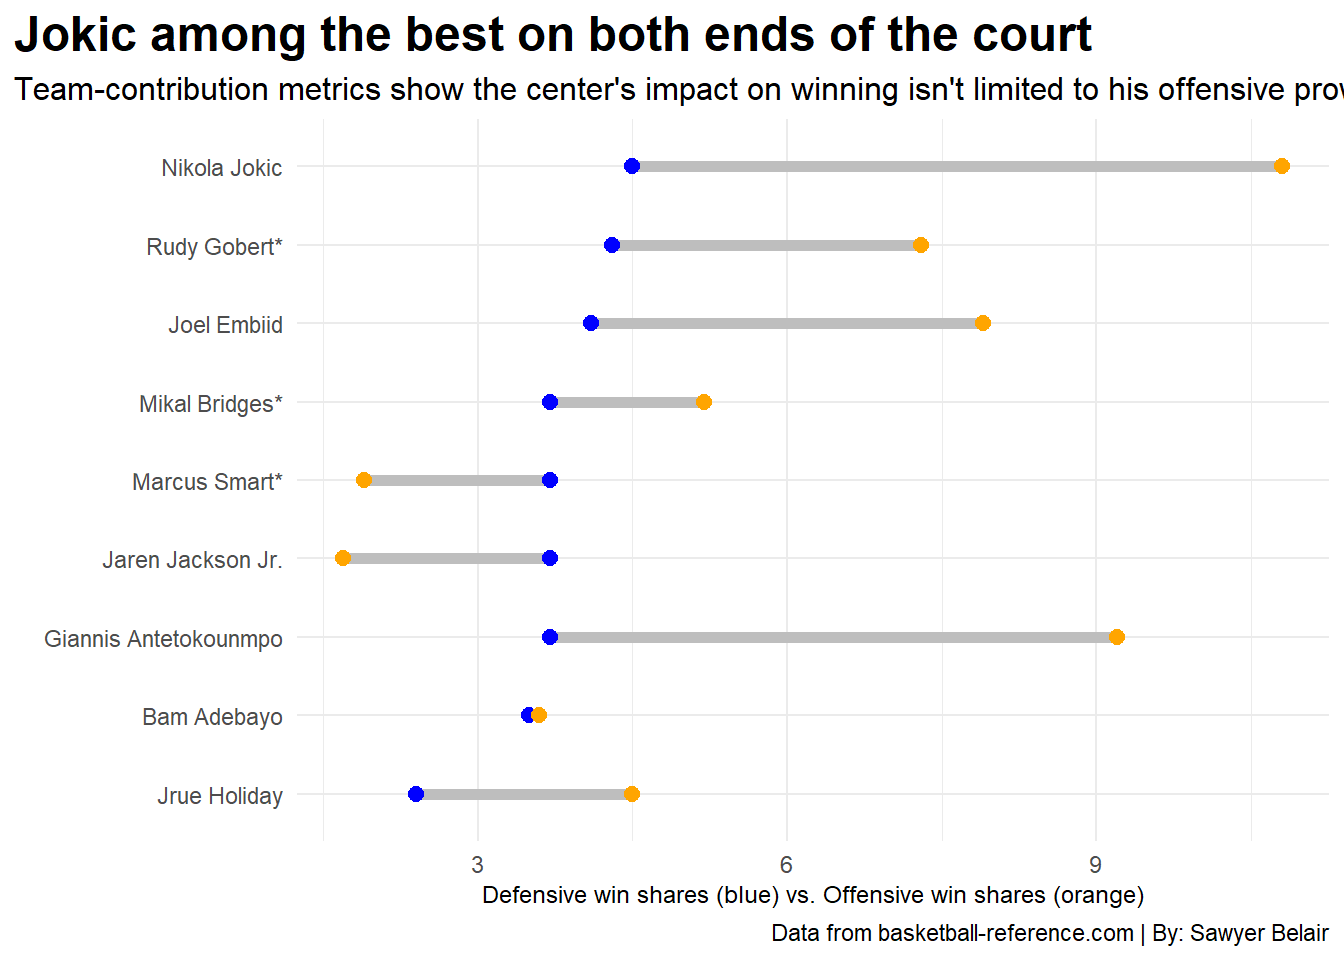 Jokic among the best on both ends of the court
Team-contribution metrics show the center's impact on winning isn't limited to his offensive
Nikola Jokic
Rudy Gobert*
Joel Embiid
Mikal Bridges*
Marcus Smart*
Jaren Jackson Jr.
Giannis Antetokounmpo
Bam Adebayo
Jrue Holiday
3 6 9
Defensive win shares (blue) vs. Offensive win shares (orange)
Data from basketball-reference.com | By: Sawyer Belair